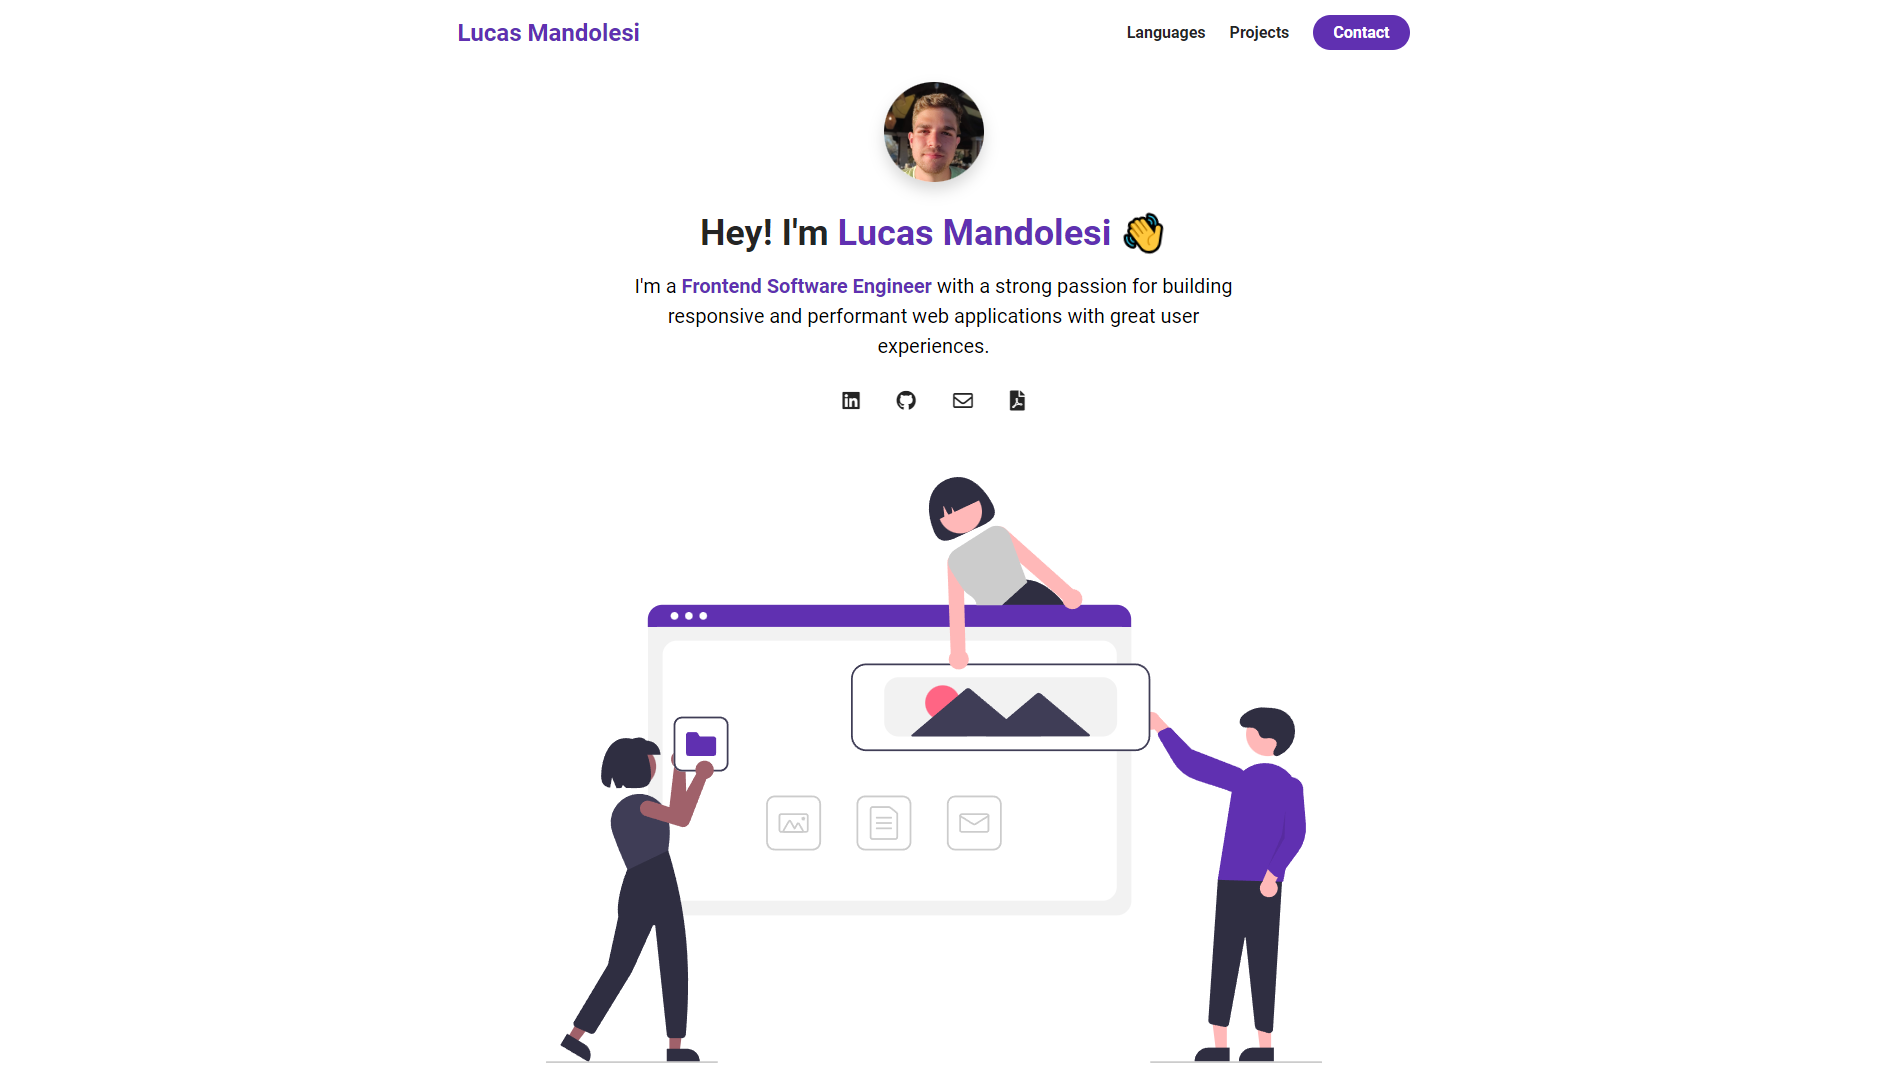 Lucas Mandolesi
Languages
Projects
Contact
Hey! I'm Lucas Mandolesi 👋
I'm a Frontend Software Engineer with a strong passion for building
responsive and performant web applications with great user
experiences.